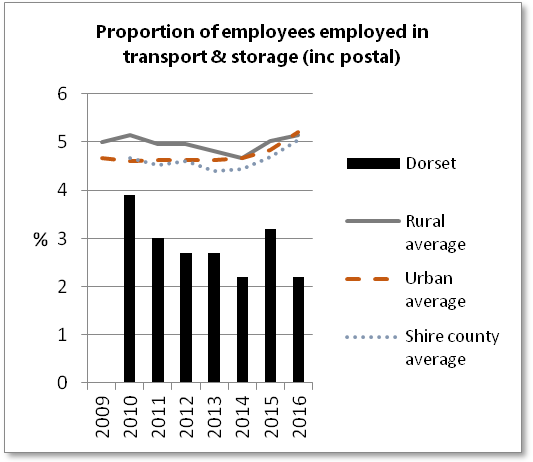 Proportion of employees employed in
transport & storage (inc postal)
6
5
4
3
2
1
0
%
2009
2010
2011
2012
2013
2014
2015
2016
Dorset
Rural
average
Urban
average
Shire county
average